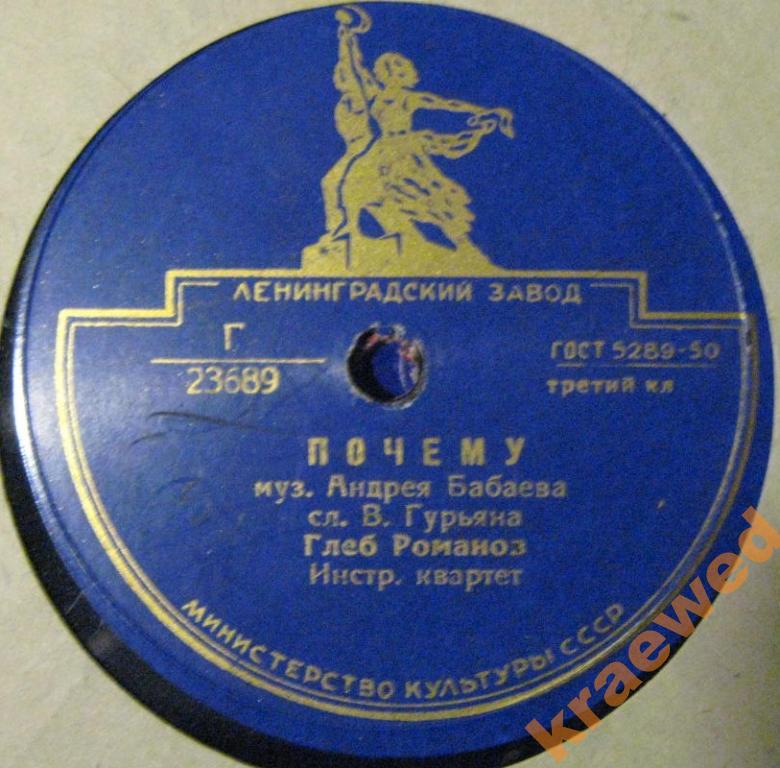 ЛЕНИНГРАДСКИЙ ЗАВОД
Г
23689
ГОСТ 5289-50
третий кл
ПОЧЕМУ
муз. Андрея Бабаева
сл. В. Гурьяна
Глеб Романоз
Инстр. квартет
МИНИСТЕРСТВО КУЛЬТУРЫ СССР
kraewed